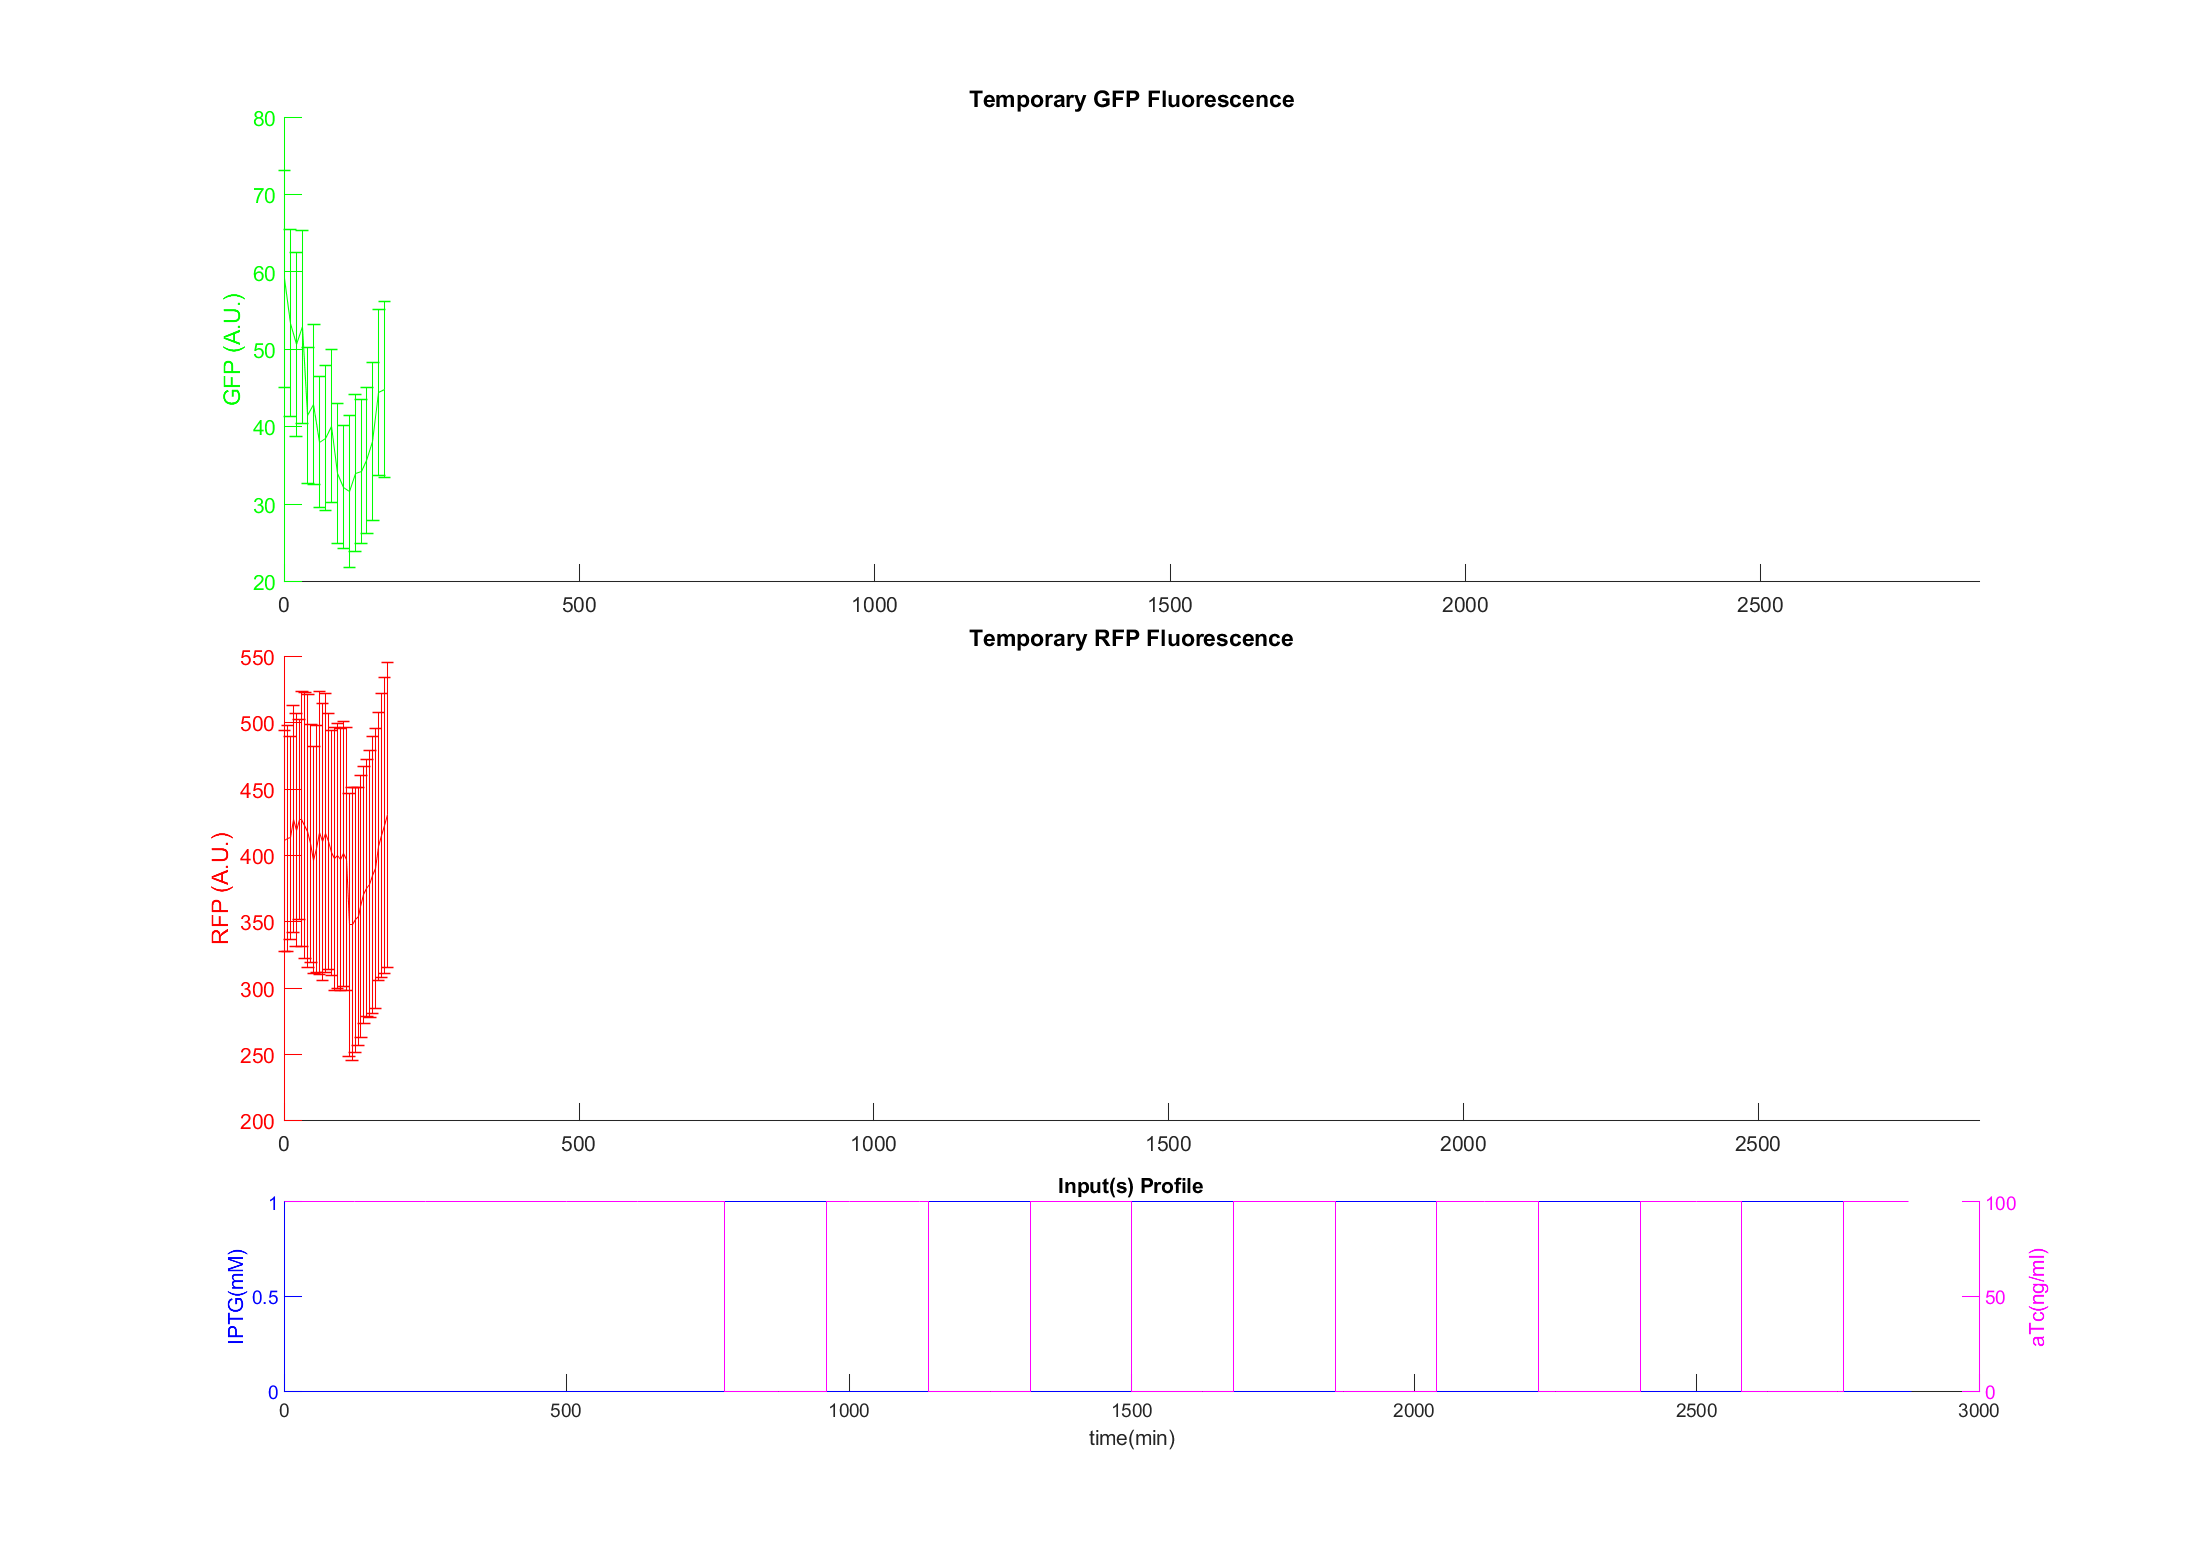 Temporary GFP Fluorescence
80
70
60
50
40
30
20
GFP (A.U.)
0 500 1000 1500 2000 2500
Temporary RFP Fluorescence
550
500
450
400
350
300
250
200
RFP (A.U.)
0 500 1000 1500 2000 2500
Input(s) Profile
1
0.5
0
IPTG(mM)
100
50
0
aTc(ng/ml)
0 500 1000 1500 2000 2500 3000
time(min)